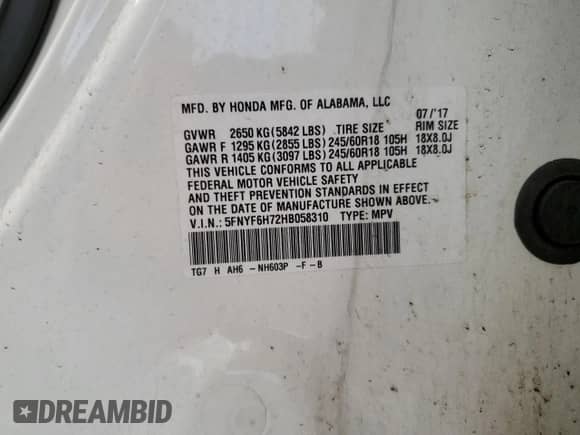 MFD. BY HONDA MFG. OF ALABAMA, LLC 07/'17
GVWR 2650 KG (5842 LBS) TIRE SIZE RIM SIZE
GAWR F 1295 KG (2855 LBS) 245/60R18 105H 18X8.0J
GAWR R 1405 KG (3097 LBS) 245/60R18 105H 18X8.0J
THIS VEHICLE CONFORMS TO ALL APPLICABLE
FEDERAL MOTOR VEHICLE SAFETY
AND THEFT PREVENTION STANDARDS IN EFFECT
ON THE DATE OF MANUFACTURE SHOWN ABOVE.
V.I.N.: 5FNYF6H72HB058310 TYPE: MPV
TG7 H AH6 -NH603P -F-B
DREAMBID